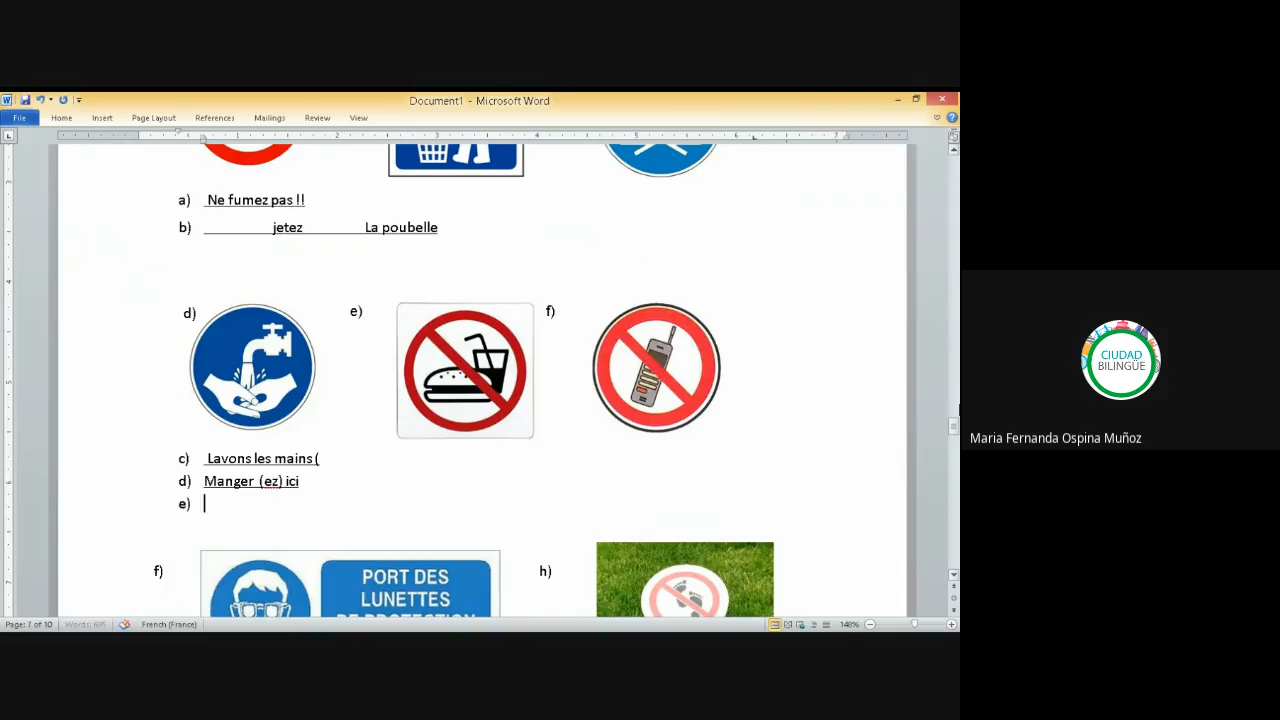 Document1 - Microsoft Word
File Home Insert Page Layout References Mailings Review View
a) Ne fumez pas !!
b) jetez La poubelle
d) e) f)
c) Lavons les mains (
d) Manger (ez) ici
e)
f) h)
PORT DES
LUNETTES
DE PROTECTION
CIUDAD
BILINGÜE
Maria Fernanda Ospina Muñoz
Page: 7 of 10 Words: 695 French (France) 148%